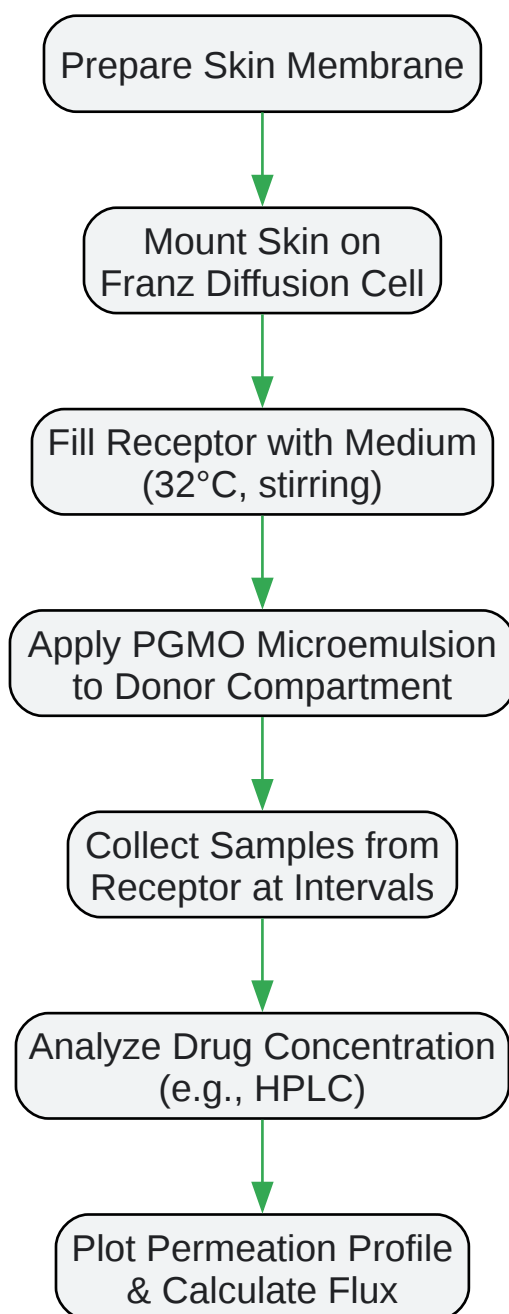 Prepare Skin Membrane
Mount Skin on
Franz Diffusion Cell
Fill Receptor with Medium
(32°C, stirring)
Apply PGMO Microemulsion
to Donor Compartment
Collect Samples from
Receptor at Intervals
Analyze Drug Concentration
(e.g., HPLC)
Plot Permeation Profile
& Calculate Flux